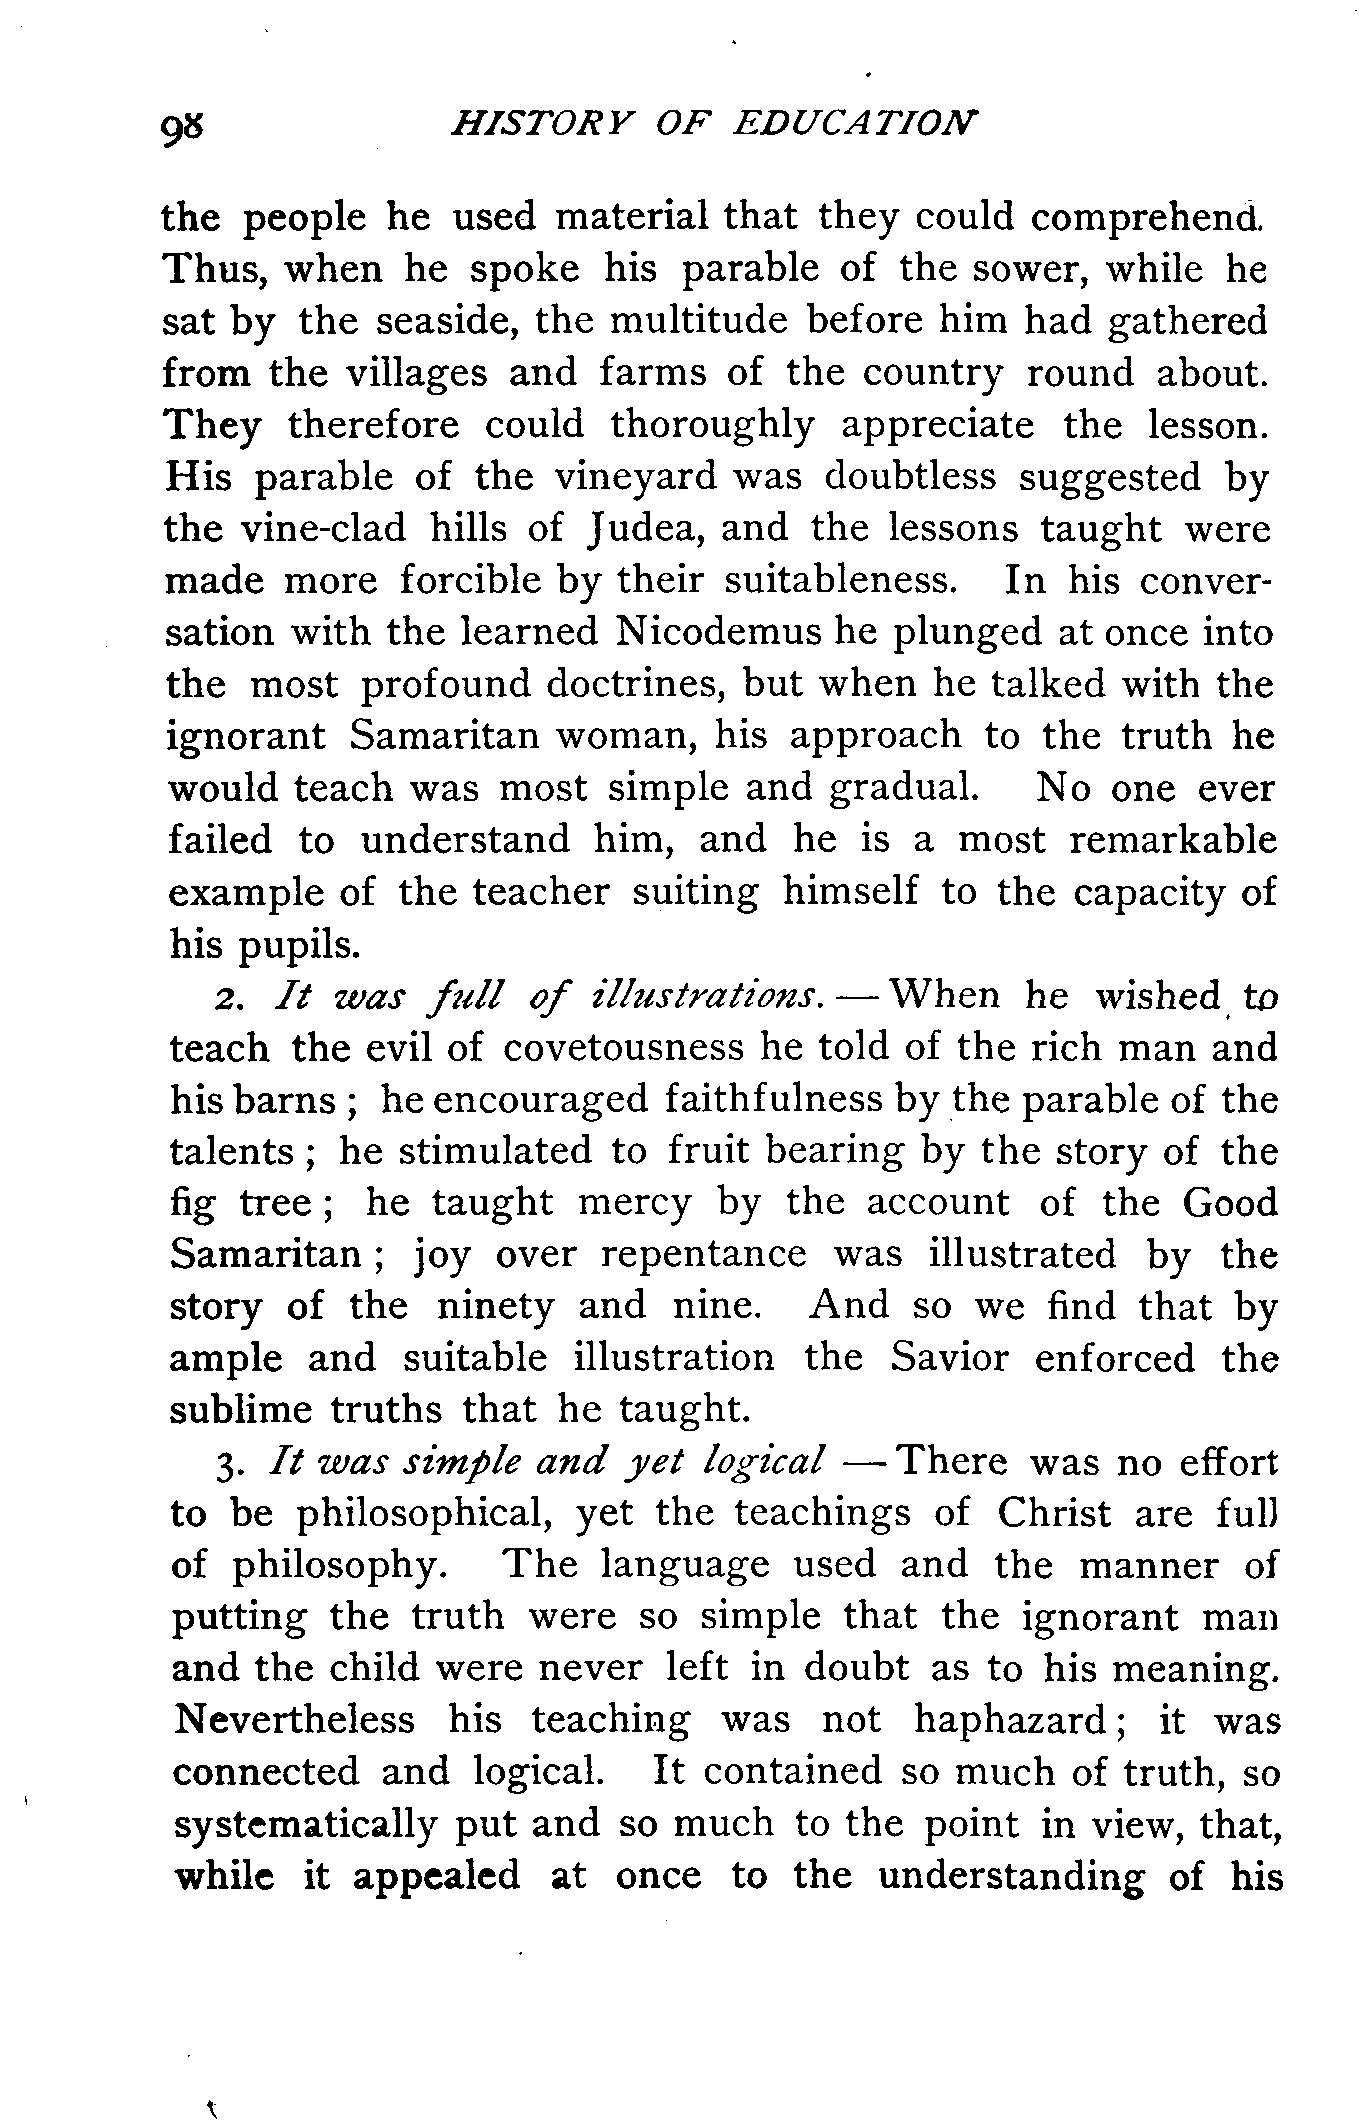 98 HISTORY OF EDUCATION
the people he used material that they could comprehend.
Thus, when he spoke his parable of the sower, while he
sat by the seaside, the multitude before him had gathered
from the villages and farms of the country round about.
They therefore could thoroughly appreciate the lesson.
His parable of the vineyard was doubtless suggested by
the vine-clad hills of Judea, and the lessons taught were
made more forcible by their suitableness. In his conver-
sation with the learned Nicodemus he plunged at once into
the most profound doctrines, but when he talked with the
ignorant Samaritan woman, his approach to the truth he
would teach was most simple and gradual. No one ever
failed to understand him, and he is a most remarkable
example of the teacher suiting himself to the capacity of
his pupils.
2. It was full of illustrations. — When he wished to
teach the evil of covetousness he told of the rich man and
his barns ; he encouraged faithfulness by the parable of the
talents ; he stimulated to fruit bearing by the story of the
fig tree ; he taught mercy by the account of the Good
Samaritan ; joy over repentance was illustrated by the
story of the ninety and nine. And so we find that by
ample and suitable illustration the Savior enforced the
sublime truths that he taught.
3. It was simple and yet logical — There was no effort
to be philosophical, yet the teachings of Christ are full
of philosophy. The language used and the manner of
putting the truth were so simple that the ignorant man
and the child were never left in doubt as to his meaning.
Nevertheless his teaching was not haphazard ; it was
connected and logical. It contained so much of truth, so
systematically put and so much to the point in view, that,
while it appealed at once to the understanding of his